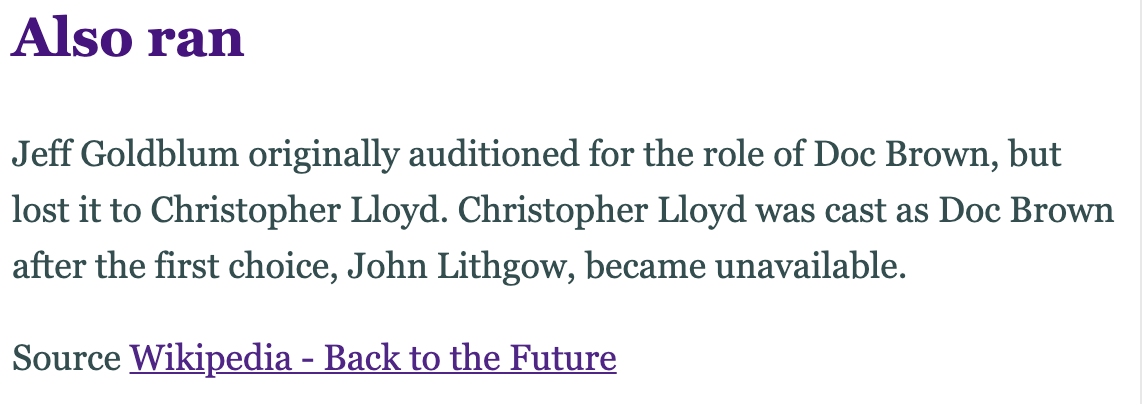 Also ran
Jeff Goldblum originally auditioned for the role of Doc Brown, but
lost it to Christopher Lloyd. Christopher Lloyd was cast as Doc Brown
after the first choice, John Lithgow, became unavailable.
Source Wikipedia - Back to the Future